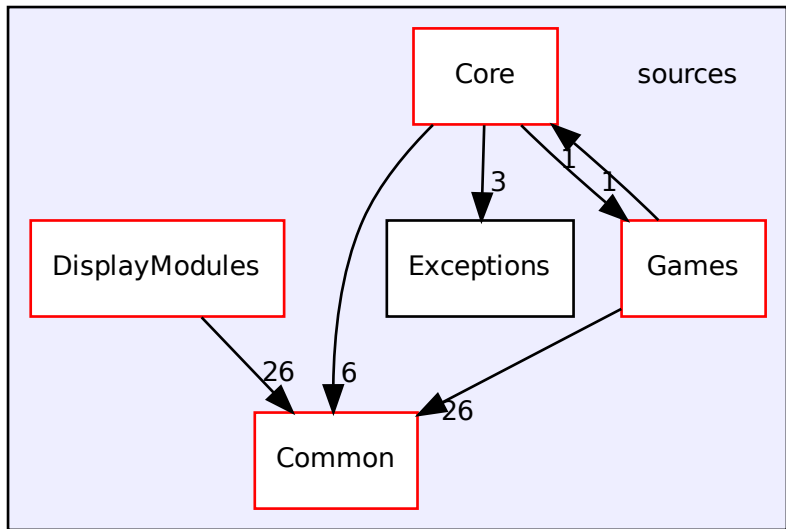 Core
sources
1
3
1
DisplayModules
Exceptions
Games
26
6
26
Common